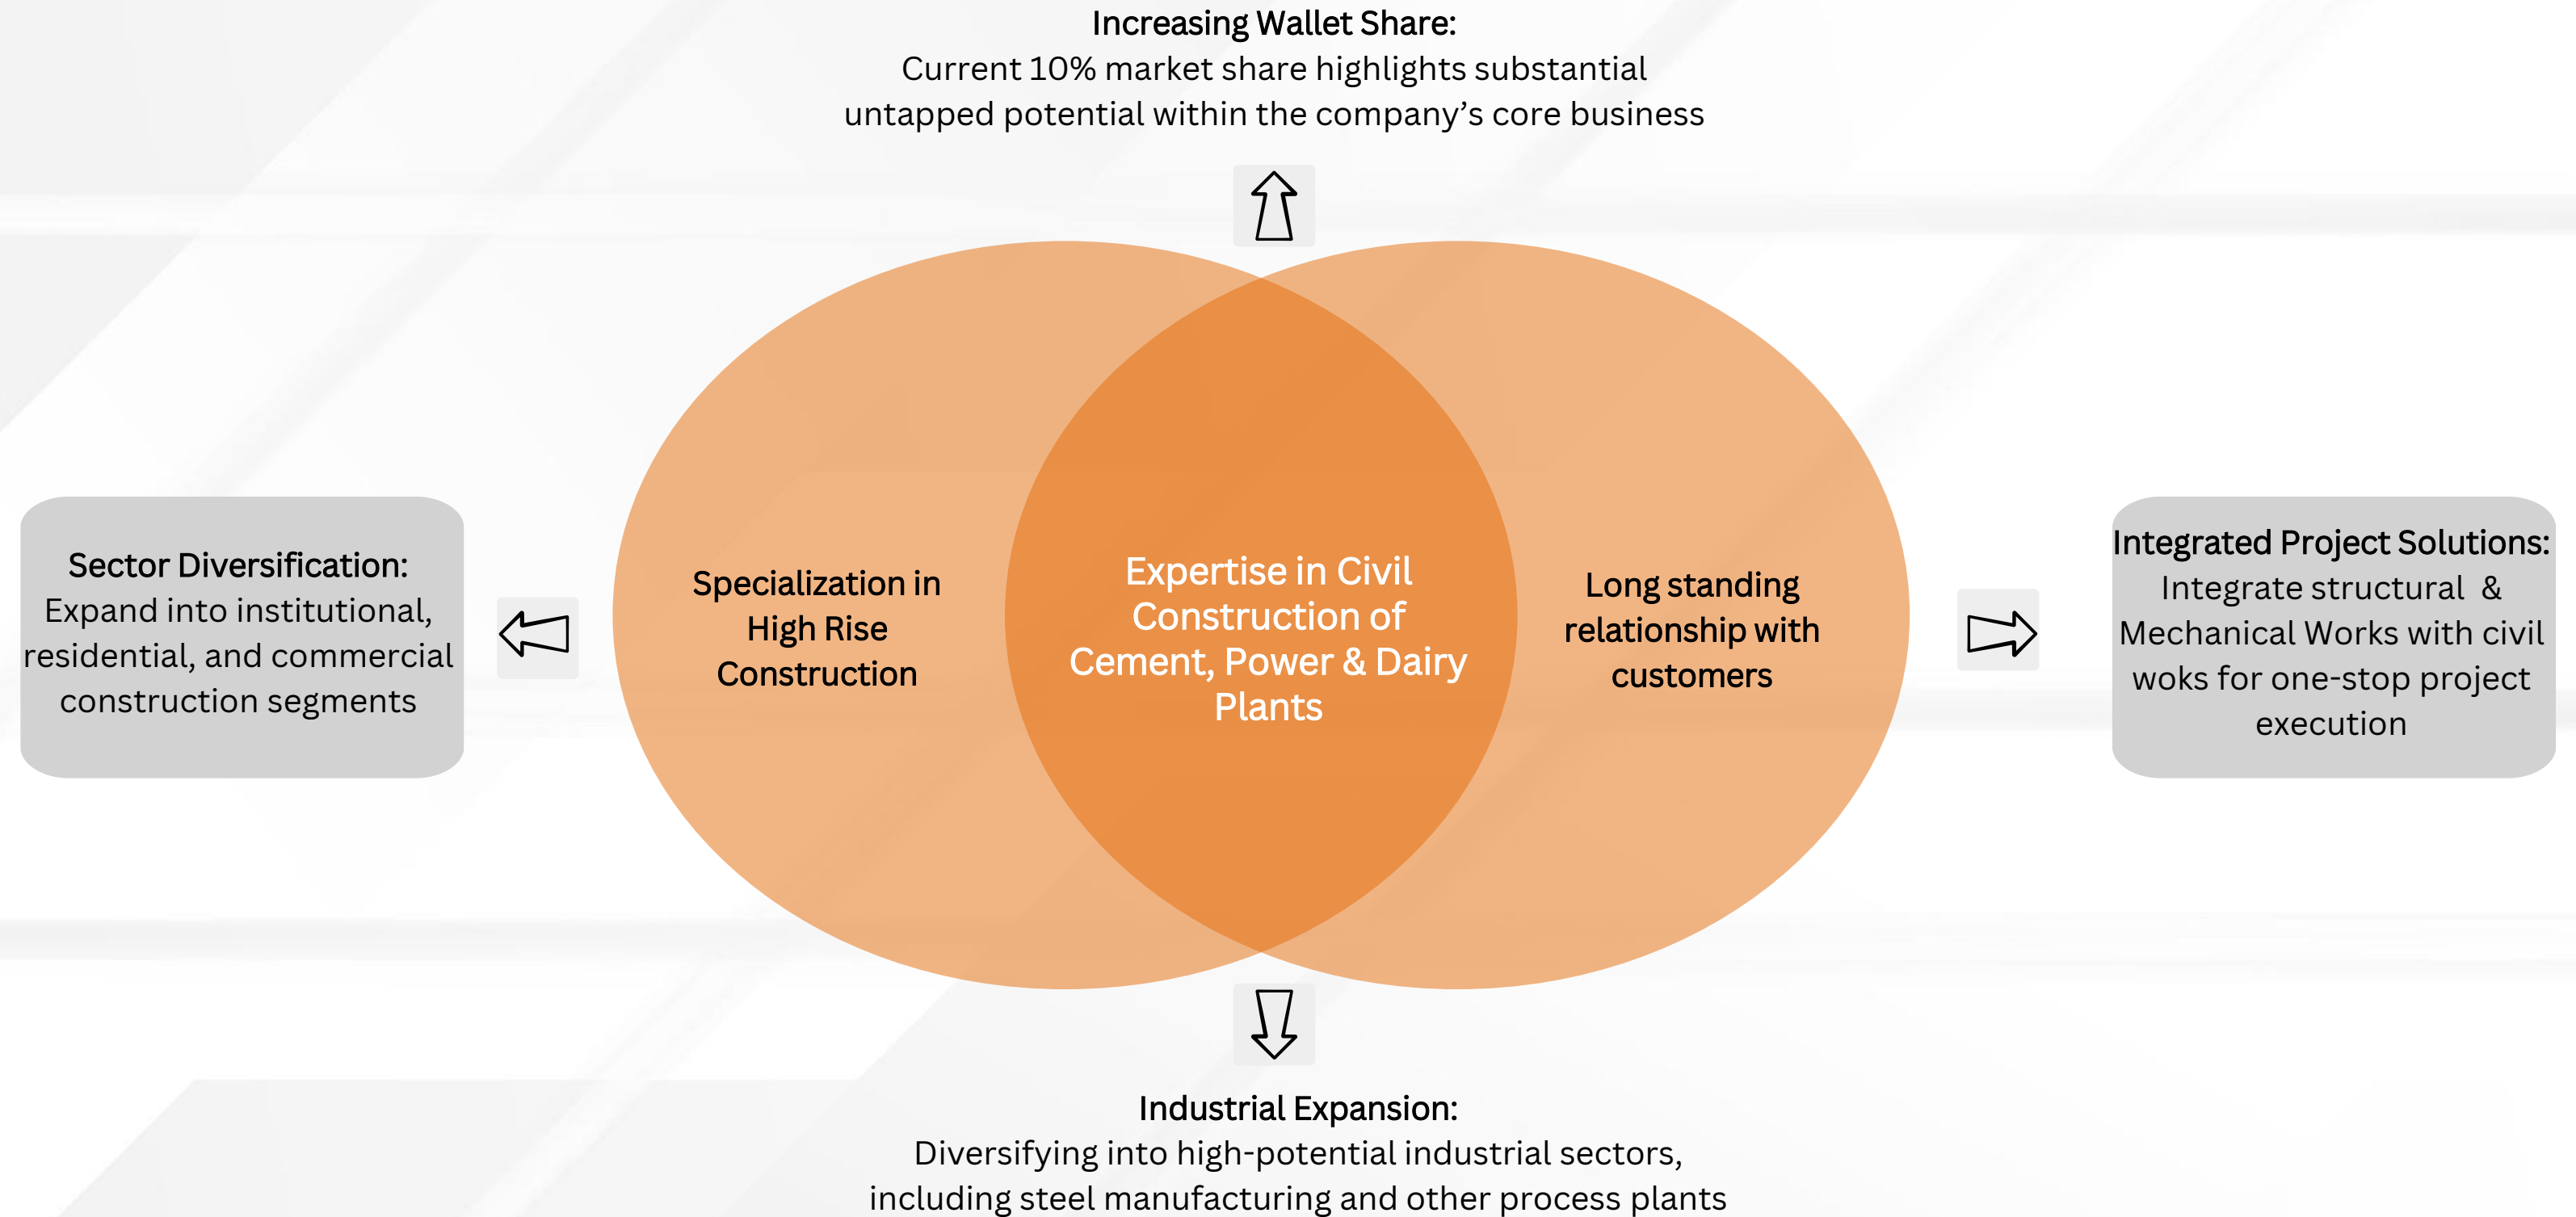 Increasing Wallet Share:
Current 10% market share highlights substantial
untapped potential within the company’s core business
Sector Diversification:
Expand into institutional,
residential, and commercial
construction segments
Specialization in
High Rise
Construction
Expertise in Civil
Construction of
Cement, Power & Dairy
Plants
Long standing
relationship with
customers
Integrated Project Solutions:
Integrate structural & 
Mechanical Works with civil
woks for one-stop project
execution
Industrial Expansion:
Diversifying into high-potential industrial sectors,
including steel manufacturing and other process plants